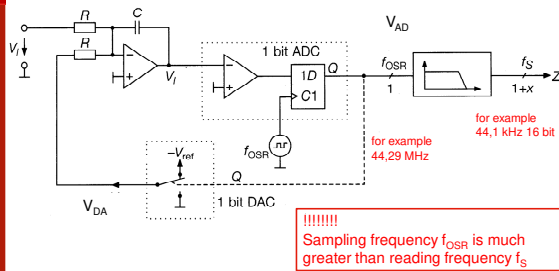 V_AD
R
C
R
V_I
V_I
1 bit ADC
1D
C1
Q
f_OSR
1
f_S
1+x
Z
for example
44,1 kHz 16 bit
for example
44,29 MHz
f_OSR
–V_ref
Q
1 bit DAC
V_DA
!!!!!!!!
Sampling frequency f_OSR is much
greater than reading frequency f_S